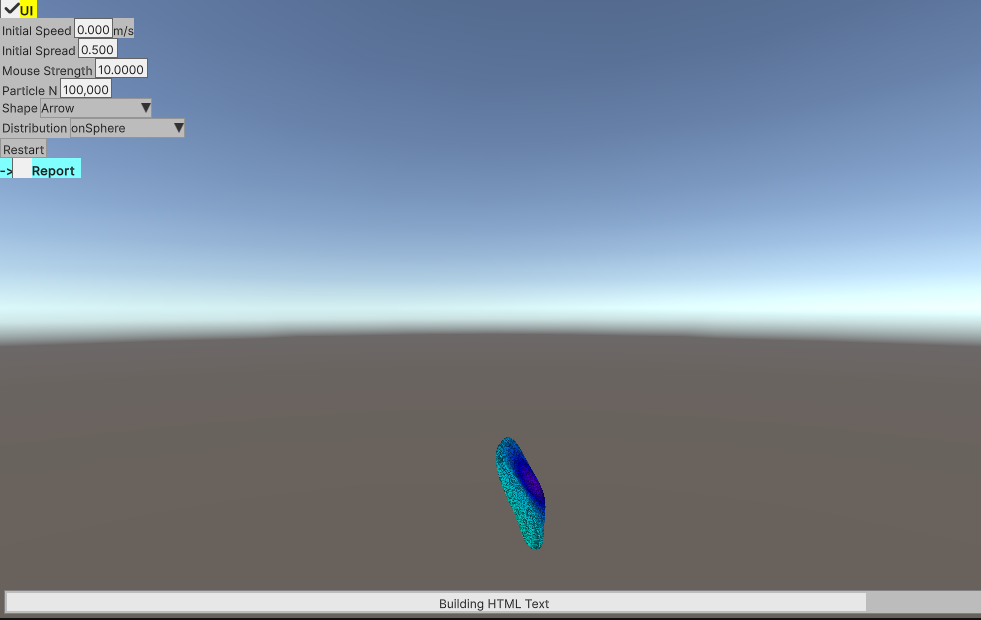 UI
Initial Speed 0.000 m/s
Initial Spread 0.500
Mouse Strength 10.0000
Particle N 100,000
Shape Arrow
Distribution onSphere
Restart
-> Report
Building HTML Text